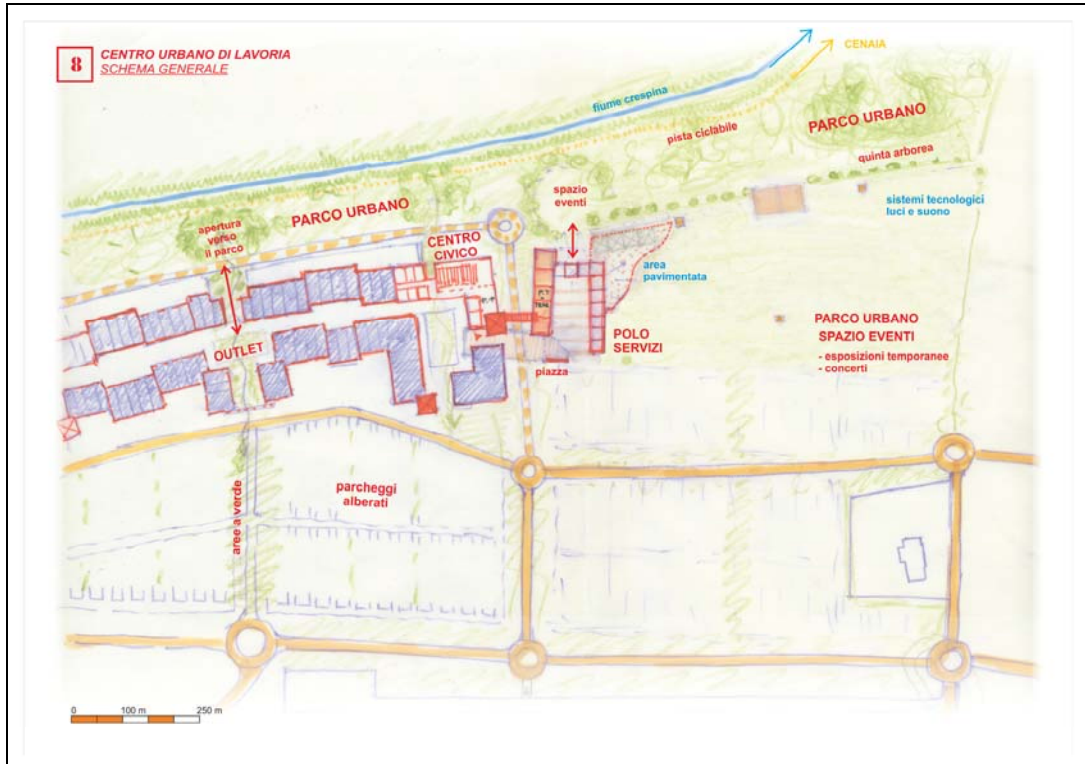 8
CENTRO URBANO DI LAVORIA
SCHEMA GENERALE
CENAIA
fiume crespina
PARCO URBANO
pista ciclabile
quinta arborea
spazio
eventi
sistemi tecnologici
luci e suono
PARCO URBANO
apertura
verso
il parco
CENTRO
CIVICO
area
pavimentata
PARCO URBANO
SPAZIO EVENTI
- esposizioni temporanee
- concerti
POLO
SERVIZI
OUTLET
piazza
parcheggi
alberati
aree a verde
0 100 m 250 m